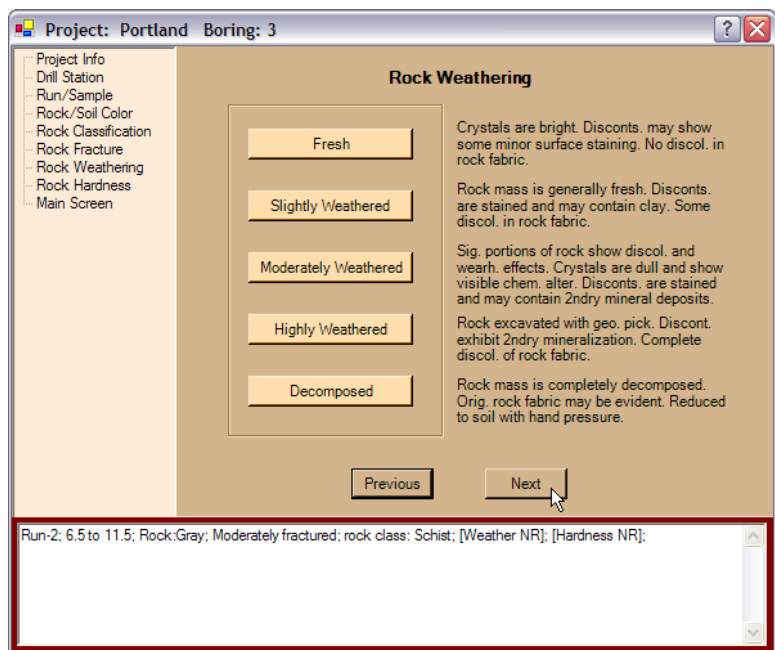 Project: Portland Boring: 3
Project Info
Drill Station
Run/Sample
Rock/Soil Color
Rock Classification
Rock Fracture
Rock Weathering
Rock Hardness
Main Screen
Rock Weathering
Fresh
Crystals are bright. Disconts. may show
some minor surface staining. No discol. in
rock fabric.
Slightly Weathered
Rock mass is generally fresh. Disconts.
are stained and may contain clay. Some
discol. in rock fabric.
Moderately Weathered
Sig. portions of rock show discol. and
wearh. effects. Crystals are dull and show
visible chem. alter. Disconts. are stained
and may contain 2ndry mineral deposits.
Highly Weathered
Rock excavated with geo. pick. Discont.
exhibit 2ndry mineralization. Complete
discol. of rock fabric.
Decomposed
Rock mass is completely decomposed.
Orig. rock fabric may be evident. Reduced
to soil with hand pressure.
Previous
Next
Run-2; 6.5 to 11.5; Rock:Gray; Moderately fractured; rock class: Schist; [Weather NR]; [Hardness NR];